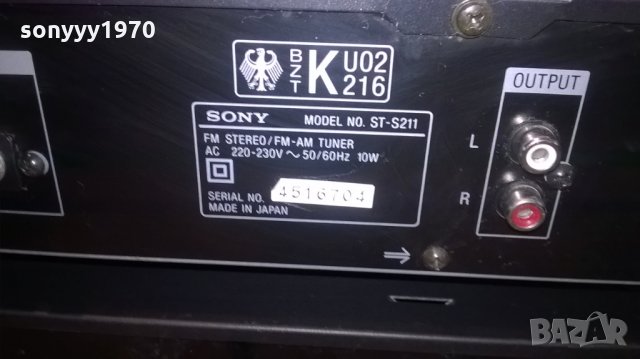 sonyyy1970
BZT K U02 216
OUTPUT
L
R
SONY MODEL NO. ST-S211
FM STEREO/FM-AM TUNER
AC 220-230V ~ 50/60Hz 10W
SERIAL NO. 4516704
MADE IN JAPAN
BAZAR